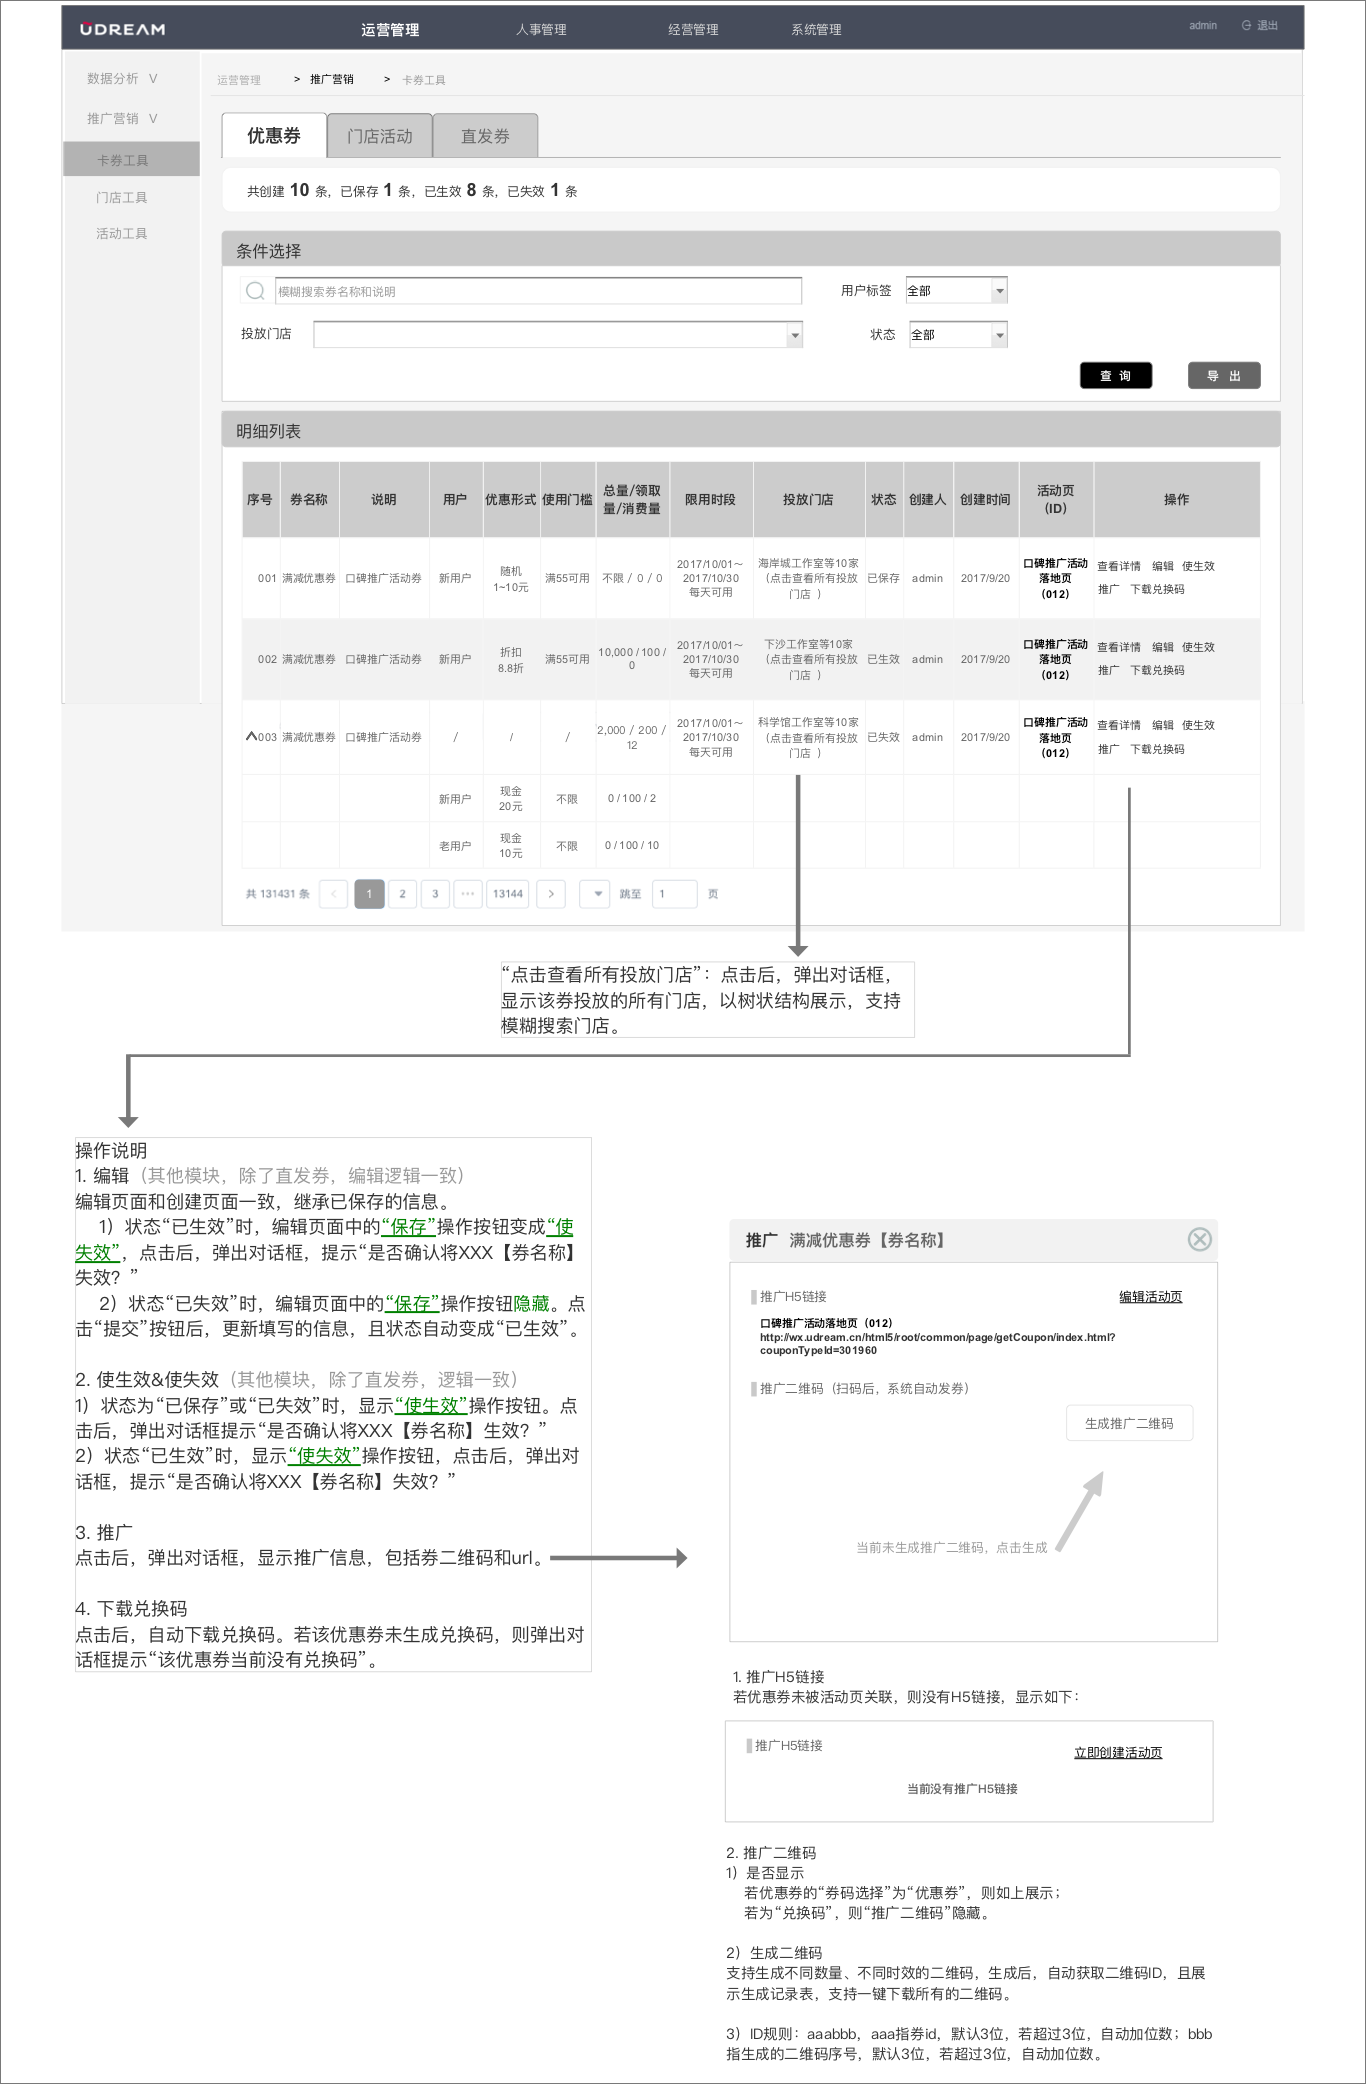 UDREAM 运营管理 人事管理 经营管理 系统管理 admin 退出
数据分析 V
推广营销 V
卡券工具
门店工具
活动工具
运营管理 > 推广营销 > 卡券工具
优惠券 门店活动 直发券
共创建 10 条，已保存 1 条，已生效 8 条，已失效 1 条
条件选择
模糊搜索券名称和说明 用户标签 全部
投放门店 状态 全部
查 询 导 出
明细列表
序号 券名称 说明 用户 优惠形式 使用门槛 总量/领取量/消费量 限用时段 投放门店 状态 创建人 创建时间 活动页（ID） 操作
001 满减优惠券 口碑推广活动券 新用户 随机 1~10元 满55可用 不限 / 0 / 0 2017/10/01～2017/10/30 每天可用 海岸城工作室等10家（点击查看所有投放门店 ） 已保存 admin 2017/9/20 口碑推广活动落地页（012） 查看详情 编辑 使生效 推广 下载兑换码
002 满减优惠券 口碑推广活动券 新用户 折扣 8.8折 满55可用 10,000 / 100 / 0 2017/10/01～2017/10/30 每天可用 下沙工作室等10家（点击查看所有投放门店 ） 已生效 admin 2017/9/20 口碑推广活动落地页（012） 查看详情 编辑 使生效 推广 下载兑换码
003 满减优惠券 口碑推广活动券 / / / 2,000 / 200 / 12 2017/10/01～2017/10/30 每天可用 科学馆工作室等10家（点击查看所有投放门店 ） 已失效 admin 2017/9/20 口碑推广活动落地页（012） 查看详情 编辑 使生效 推广 下载兑换码
新用户 现金 20元 不限 0 / 100 / 2
老用户 现金 10元 不限 0 / 100 / 10
共 131431 条 < 1 2 3 ··· 13144 > 跳至 1 页
“点击查看所有投放门店”：点击后，弹出对话框，
显示该券投放的所有门店，以树状结构展示，支持
模糊搜索门店。
操作说明
1. 编辑（其他模块，除了直发券，编辑逻辑一致）
编辑页面和创建页面一致，继承已保存的信息。
1）状态“已生效”时，编辑页面中的“保存”操作按钮变成“使
失效”，点击后，弹出对话框，提示“是否确认将XXX【券名称】
失效？”
2）状态“已失效”时，编辑页面中的“保存”操作按钮隐藏。点
击“提交”按钮后，更新填写的信息，且状态自动变成“已生效”。
2. 使生效&使失效（其他模块，除了直发券，逻辑一致）
1）状态为“已保存”或“已失效”时，显示“使生效”操作按钮。点
击后，弹出对话框提示“是否确认将XXX【券名称】生效？”
2）状态“已生效”时，显示“使失效”操作按钮，点击后，弹出对
话框，提示“是否确认将XXX【券名称】失效？”
3. 推广
点击后，弹出对话框，显示推广信息，包括券二维码和url。
4. 下载兑换码
点击后，自动下载兑换码。若该优惠券未生成兑换码，则弹出对
话框提示“该优惠券当前没有兑换码”。
推广 满减优惠券【券名称】
推广H5链接 编辑活动页
口碑推广活动落地页（012）
http://wx.udream.cn/html5/root/common/page/getCoupon/index.html?
couponTypeId=301960
推广二维码（扫码后，系统自动发券）
生成推广二维码
当前未生成推广二维码，点击生成
1. 推广H5链接
若优惠券未被活动页关联，则没有H5链接，显示如下：
推广H5链接 立即创建活动页
当前没有推广H5链接
2. 推广二维码
1）是否显示
若优惠券的“券码选择”为“优惠券”，则如上展示；
若为“兑换码”，则“推广二维码”隐藏。
2）生成二维码
支持生成不同数量、不同时效的二维码，生成后，自动获取二维码ID，且展
示生成记录表，支持一键下载所有的二维码。
3）ID规则：aaabbb，aaa指券id，默认3位，若超过3位，自动加位数；bbb
指生成的二维码序号，默认3位，若超过3位，自动加位数。